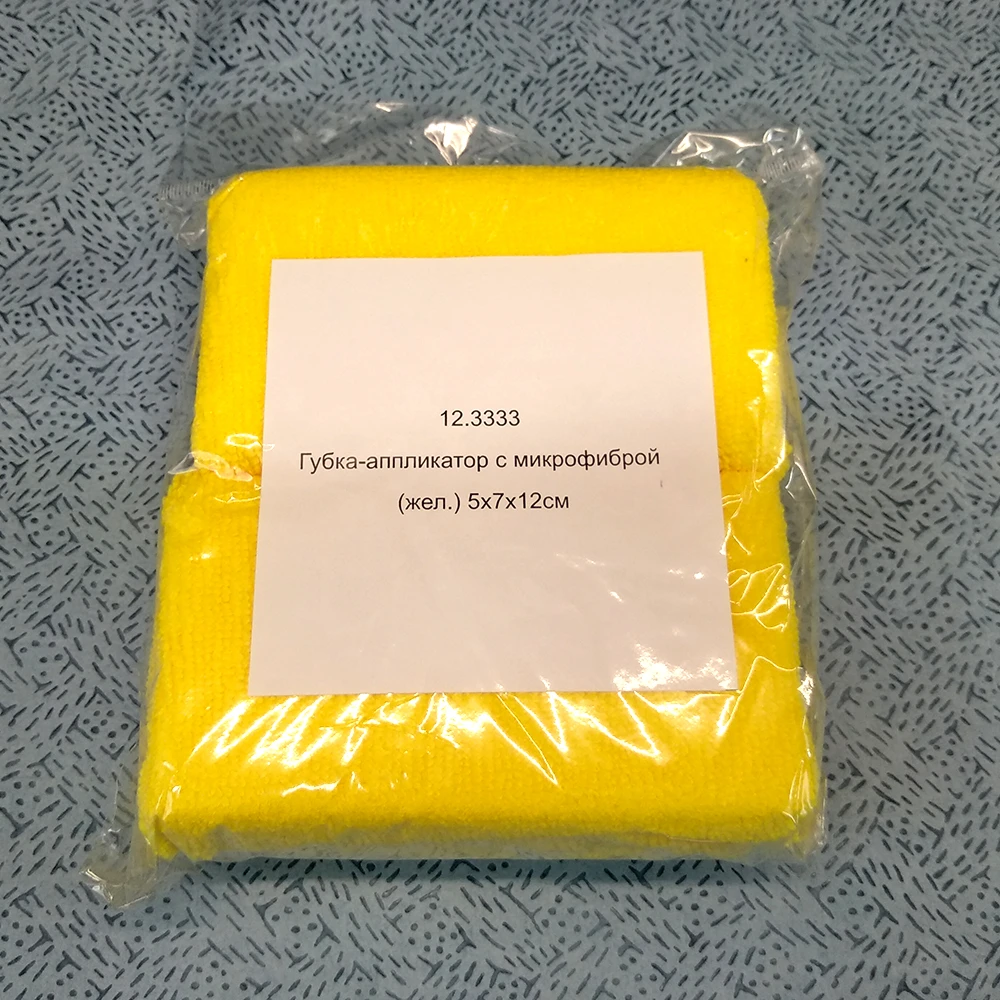 12.3333
Губка-аппликатор с микрофиброй
(жел.) 5х7х12см